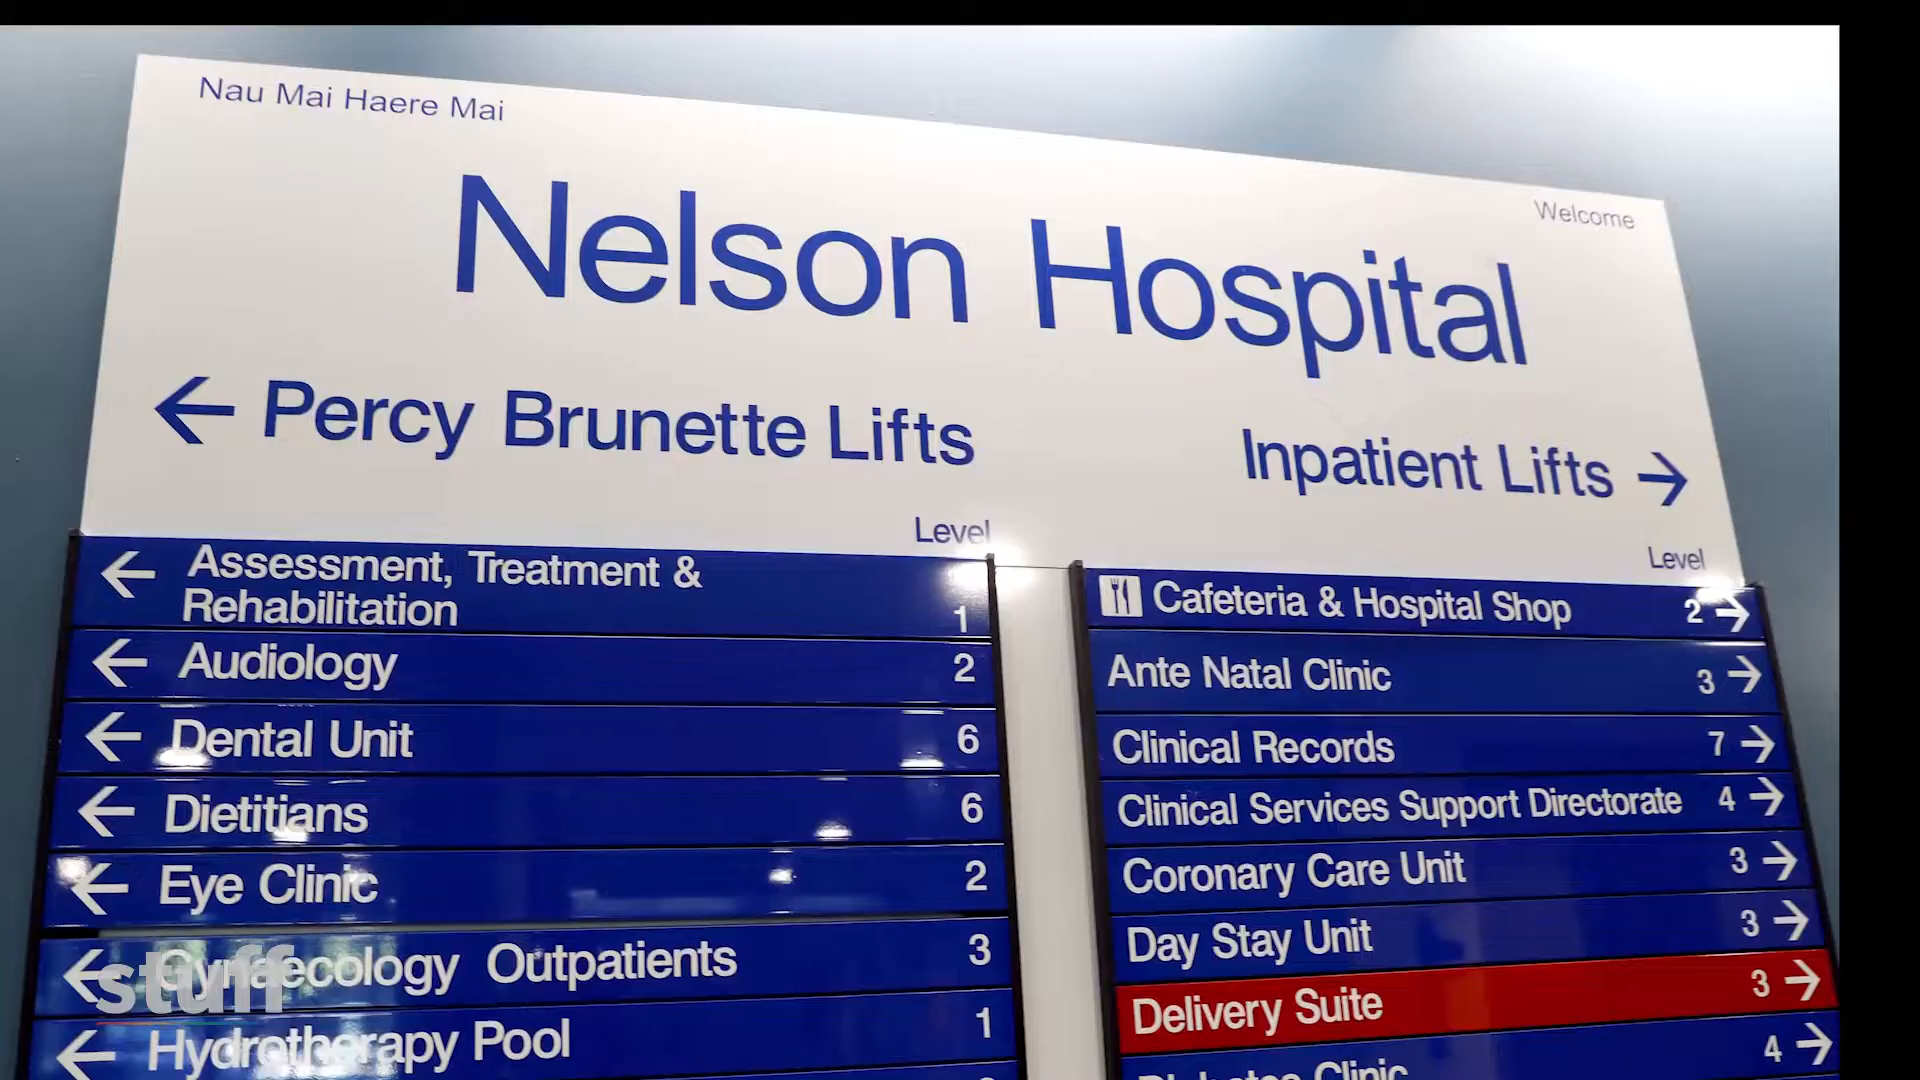 Nau Mai Haere Mai
Welcome
Nelson Hospital
← Percy Brunette Lifts
Inpatient Lifts →
Level
← Assessment, Treatment &
Rehabilitation 1
← Audiology 2
← Dental Unit 6
← Dietitians 6
← Eye Clinic 2
← Gynaecology Outpatients 3
← Hydrotherapy Pool 1
Level
Cafeteria & Hospital Shop 2 →
Ante Natal Clinic 3 →
Clinical Records 7 →
Clinical Services Support Directorate 4 →
Coronary Care Unit 3 →
Day Stay Unit 3 →
Delivery Suite 3 →
Diabetes Clinic 4 →
stuff